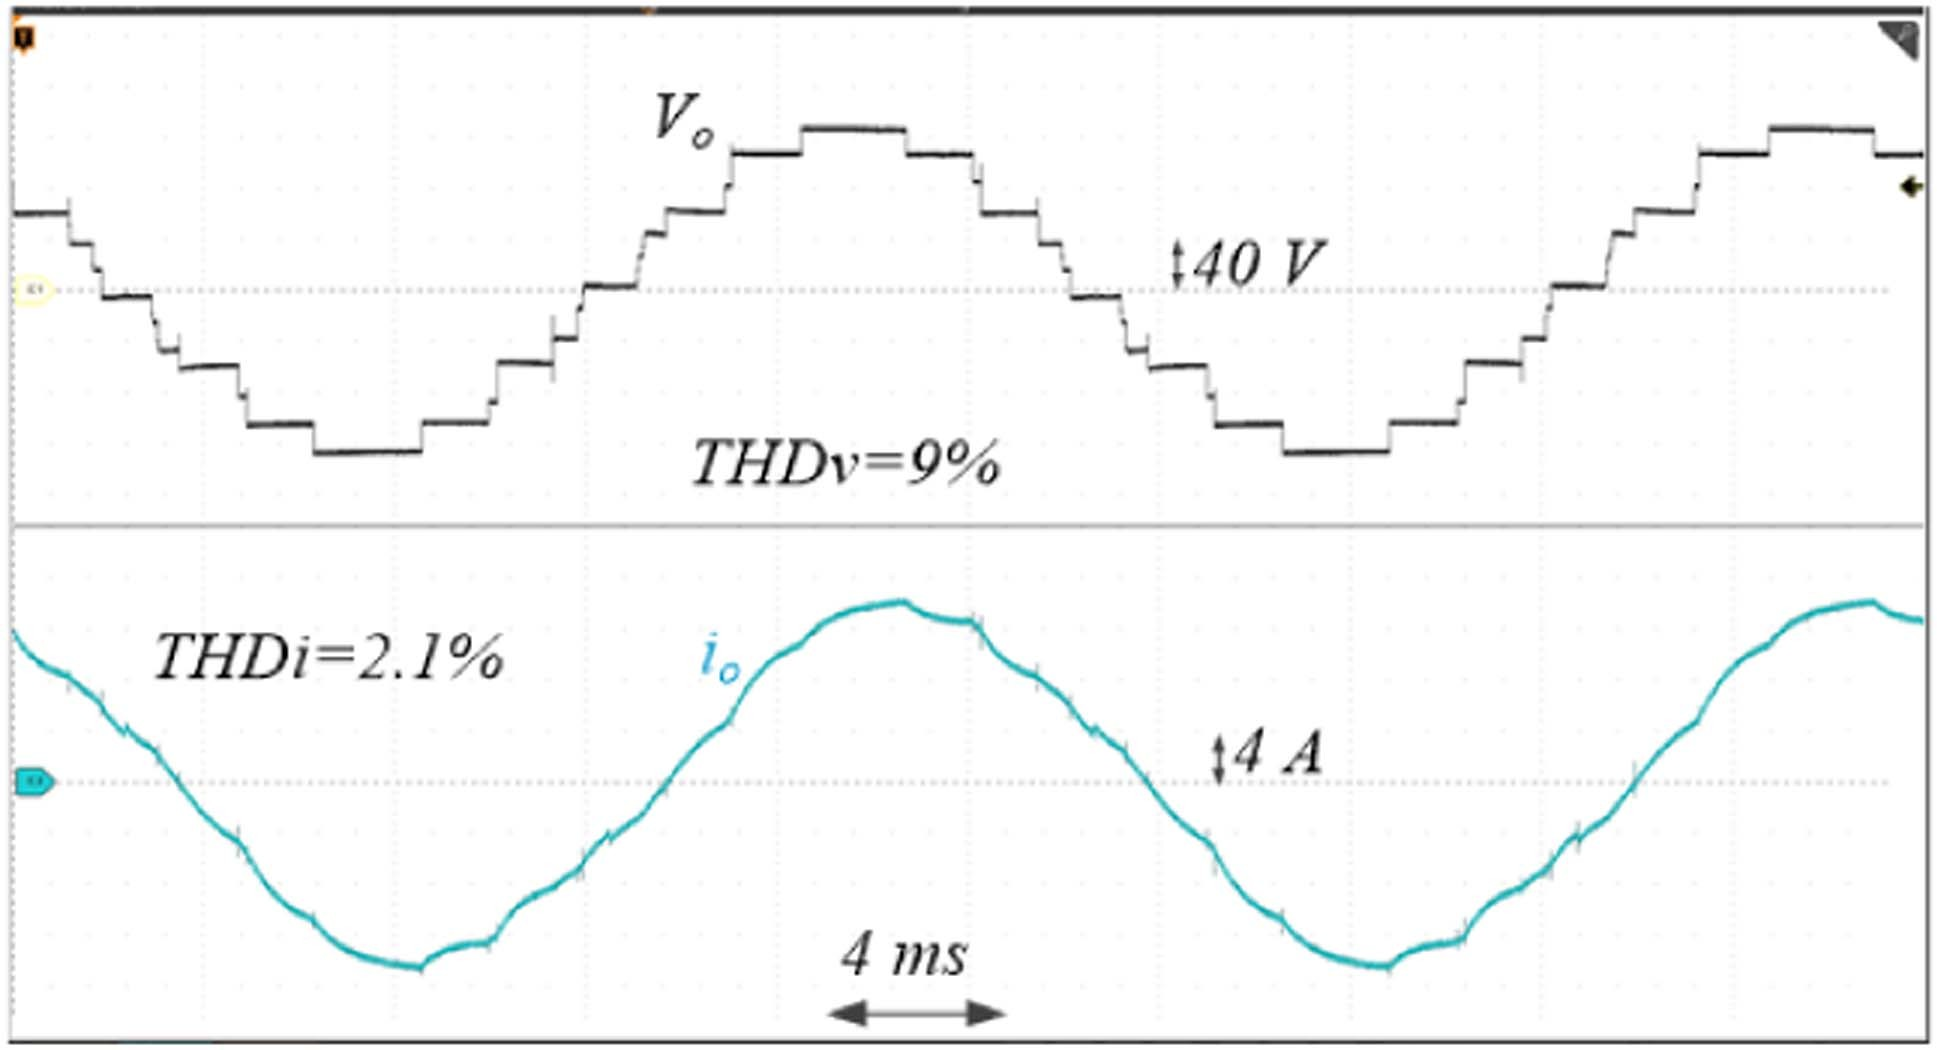 Vo
40 V
THDv=9%
THDi=2.1%
io
4 A
4 ms